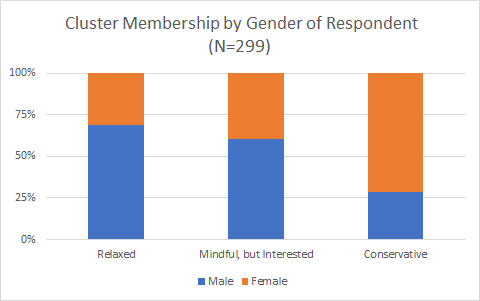 Cluster Membership by Gender of Respondent
(N=299)
100%
75%
50%
25%
0%
Relaxed
Mindful, but Interested
Conservative
Male
Female